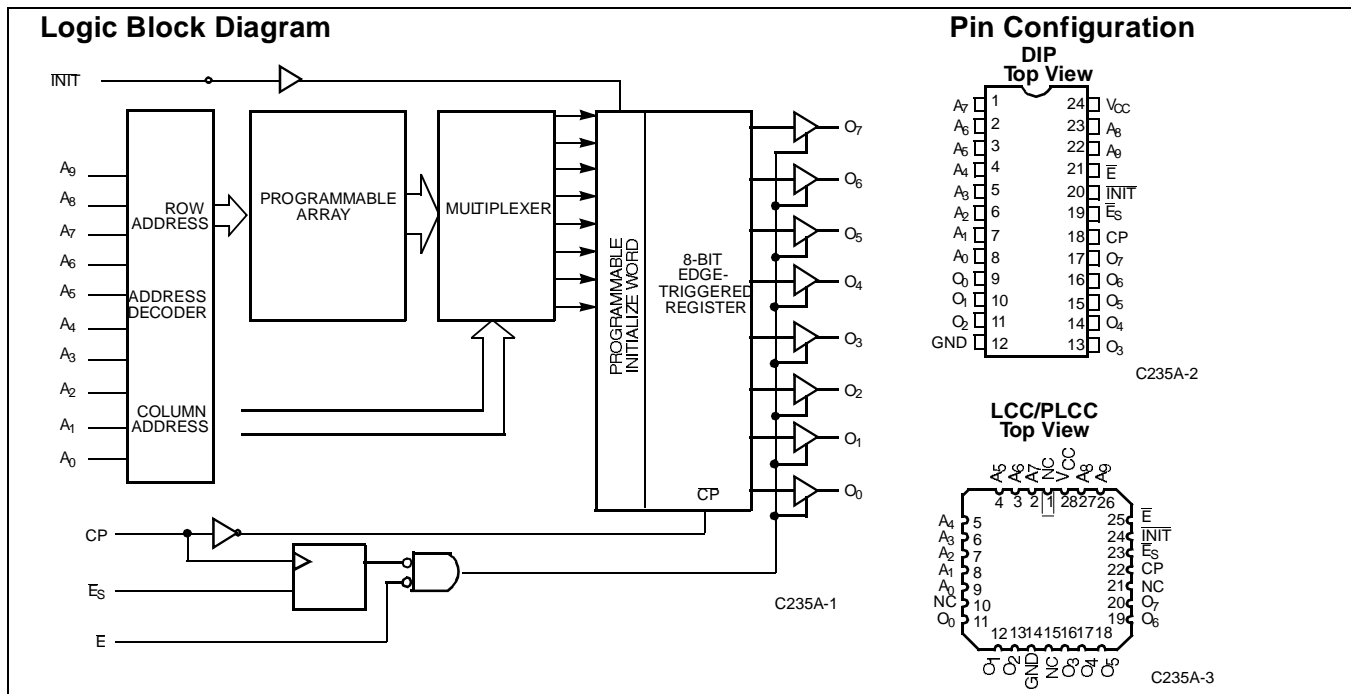 Logic Block Diagram
INIT
A9
A8
A7
A6
A5
A4
A3
A2
A1
A0
ROW
ADDRESS
ADDRESS
DECODER
COLUMN
ADDRESS
PROGRAMMABLE
ARRAY
MULTIPLEXER
PROGRAMMABLE
INITIALIZE WORD
8-BIT
EDGE-
TRIGGERED
REGISTER
CP
O7
O6
O5
O4
O3
O2
O1
O0
CP
ES
E
C235A-1
Pin Configuration
DIP
Top View
A7 1 24 VCC
A6 2 23 A8
A5 3 22 A9
A4 4 21 E
A3 5 20 INIT
A2 6 19 ES
A1 7 18 CP
A0 8 17 O7
O0 9 16 O6
O1 10 15 O5
O2 11 14 O4
GND 12 13 O3
C235A-2
LCC/PLCC
Top View
A5 A6 A7 NC VCC A8 A9
4 3 2 1 28 27 26
A4 5 25 E
A3 6 24 INIT
A2 7 23 ES
A1 8 22 CP
A0 9 21 NC
NC 10 20 O7
O0 11 19 O6
12 13 14 15 16 17 18
O1 O2 GND NC O3 O4 O5
C235A-3